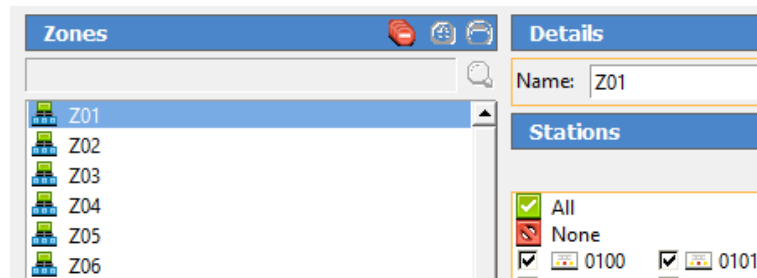 Zones
Z01
Z02
Z03
Z04
Z05
Z06
Details
Name: Z01
Stations
All
None
0100 0101